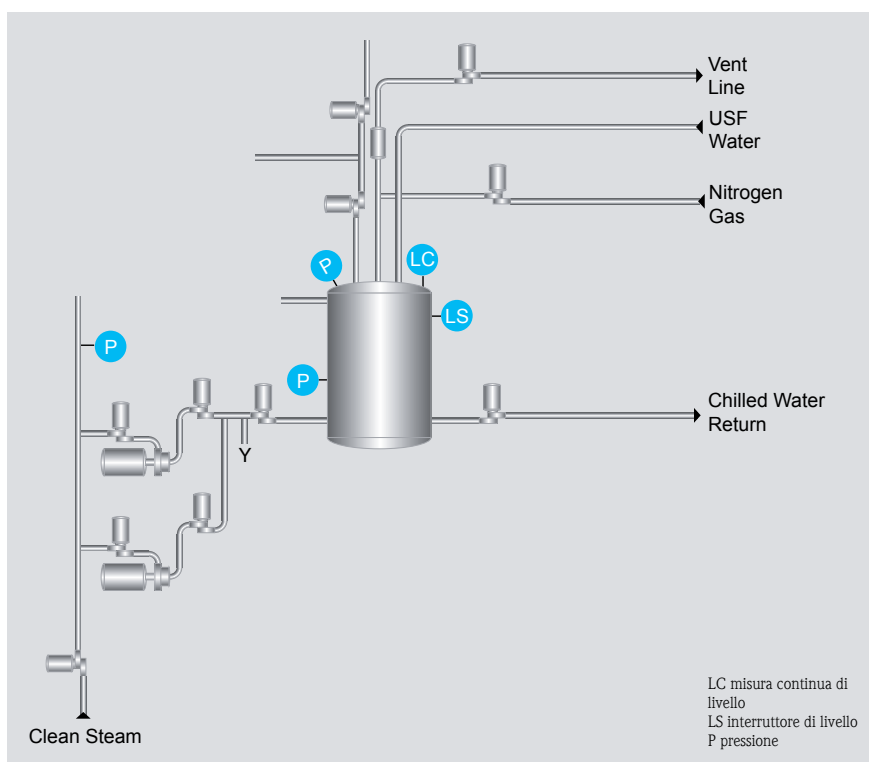 Vent
Line
USF
Water
Nitrogen
Gas
P
LC
LS
P
P
Chilled Water
Return
Y
Clean Steam
LC misura continua di
livello
LS interruttore di livello
P pressione